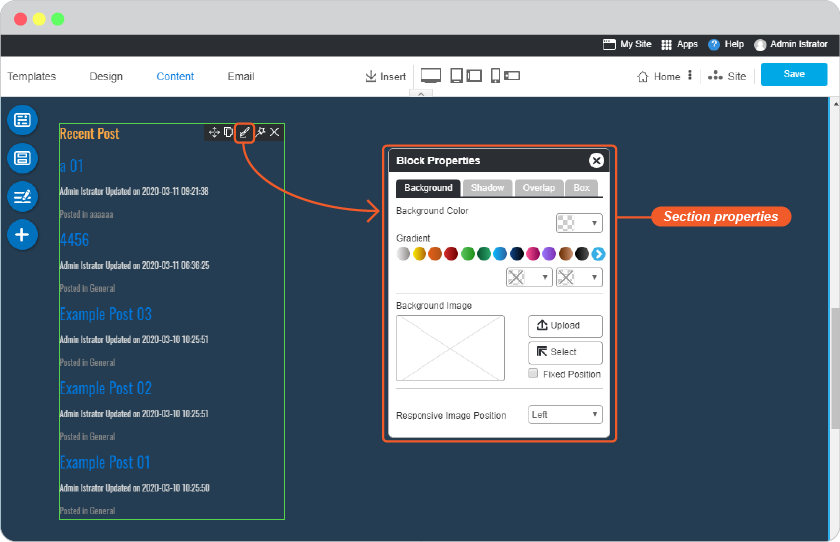 My Site Apps Help Admin Istrator
Templates Design Content Email Insert Home Site Save
Recent Post
a 01
Admin Istrator Updated on 2020-03-11 09:21:38
Posted in aaaaaa
4456
Admin Istrator Updated on 2020-03-11 06:36:25
Posted in General
Example Post 03
Admin Istrator Updated on 2020-03-10 10:25:51
Posted in General
Example Post 02
Admin Istrator Updated on 2020-03-10 10:25:51
Posted in General
Example Post 01
Admin Istrator Updated on 2020-03-10 10:25:50
Posted in General
Block Properties
Background Shadow Overlap Box
Background Color
Gradient
Background Image
Upload
Select
Fixed Position
Responsive Image Position Left
Section properties